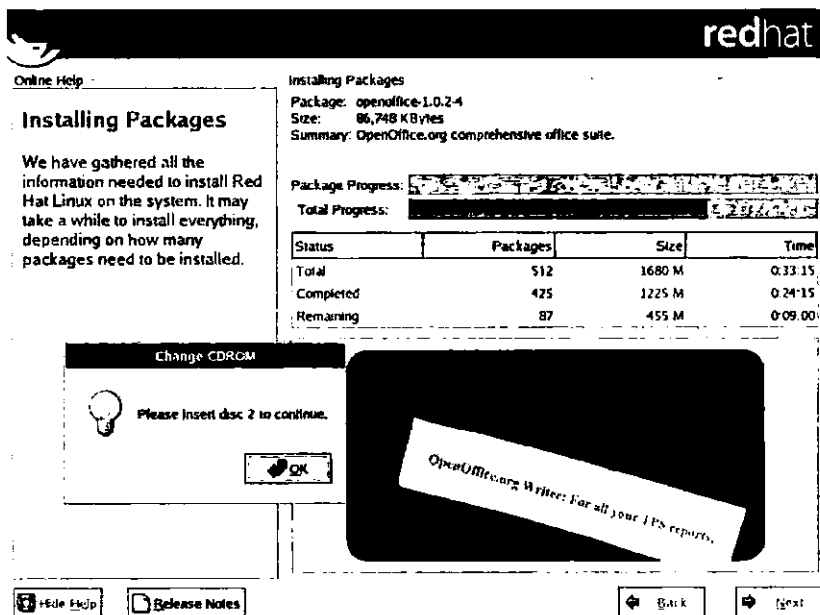 redhat
Online Help
Installing Packages
We have gathered all the
information needed to install Red
Hat Linux on the system. It may
take a while to install everything,
depending on how many
packages need to be installed.
Installing Packages
Package: openoffice-1.0.2-4
Size: 86,748 KBytes
Summary: OpenOffice.org comprehensive office suite.
Package Progress:
Total Progress:
Status Packages Size Time
Total 512 1680 M 0:33:15
Completed 425 1225 M 0:24:15
Remaining 87 455 M 0:09.00
Change CDROM
Please insert disc 2 to continue.
OK
OpenOffice.org Writer: For all your TPS reports.
Hide Help
Release Notes
Back
Next